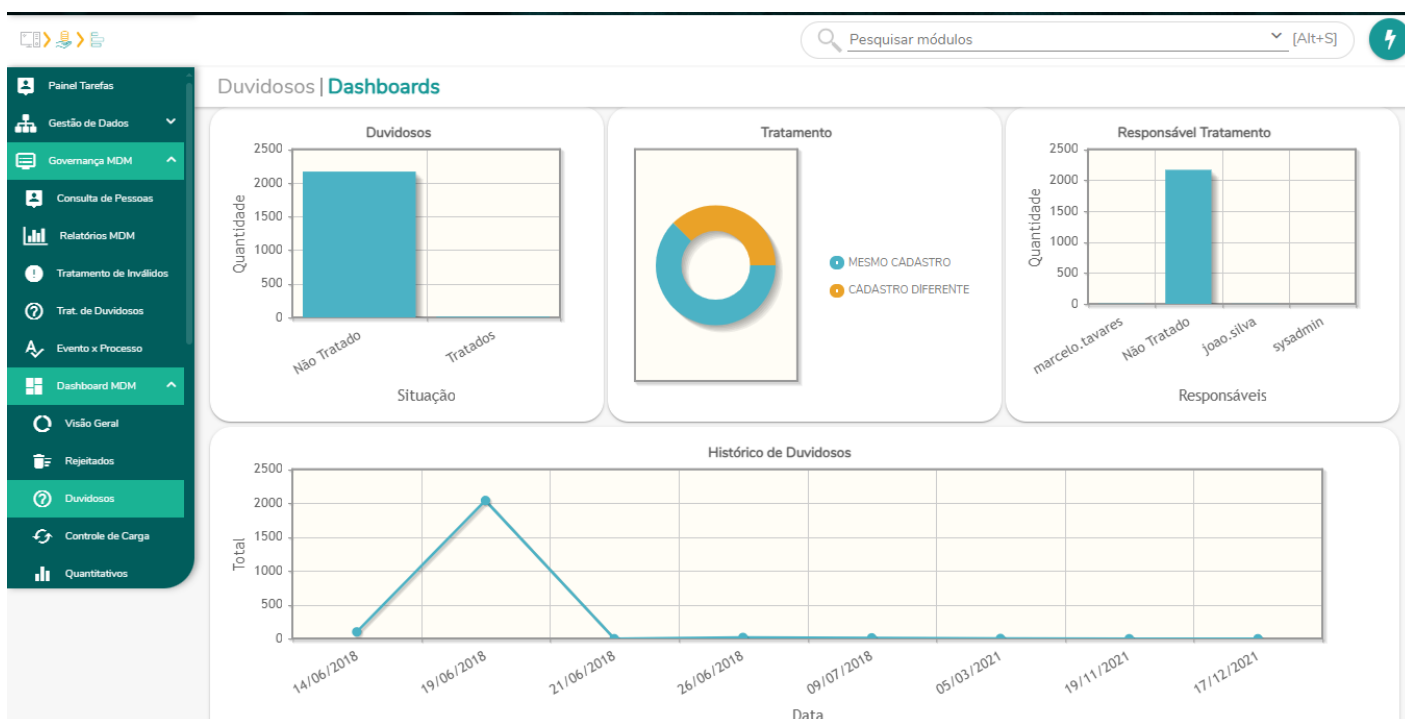 Pesquisar módulos
[Alt+S]
Painel Tarefas
Gestão de Dados
Governança MDM
Consulta de Pessoas
Relatórios MDM
Tratamento de Inválidos
Trat. de Duvidosos
Evento x Processo
Dashboard MDM
Visão Geral
Rejeitados
Duvidosos
Controle de Carga
Quantitativos
Duvidosos | Dashboards
Duvidosos
2500
2000
1500
1000
500
0
Quantidade
Não Tratado
Tratados
Situação
Tratamento
MESMO CADASTRO
CADASTRO DIFERENTE
Responsável Tratamento
2500
2000
1500
1000
500
0
Quantidade
marcelo.tavares
Não Tratado
joao.silva
sysadmin
Responsáveis
Histórico de Duvidosos
2500
2000
1500
1000
500
0
Total
14/06/2018
19/06/2018
21/06/2018
26/06/2018
09/07/2018
05/03/2021
19/11/2021
17/12/2021
Data